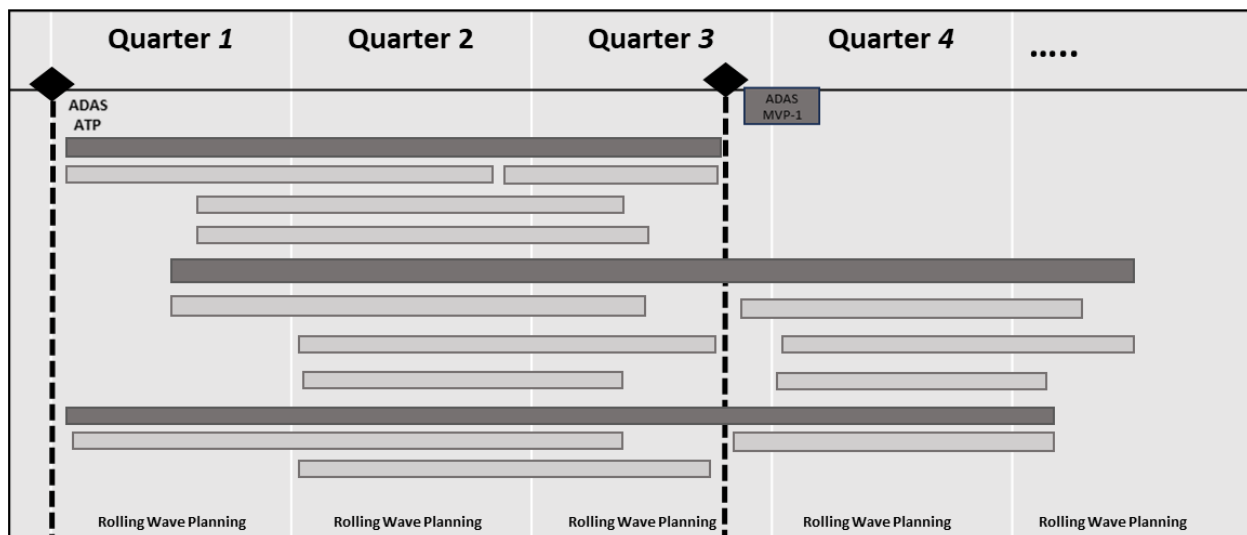 Quarter 1
Quarter 2
Quarter 3
Quarter 4
.....
ADAS
ATP
ADAS
MVP-1
Rolling Wave Planning
Rolling Wave Planning
Rolling Wave Planning
Rolling Wave Planning
Rolling Wave Planning